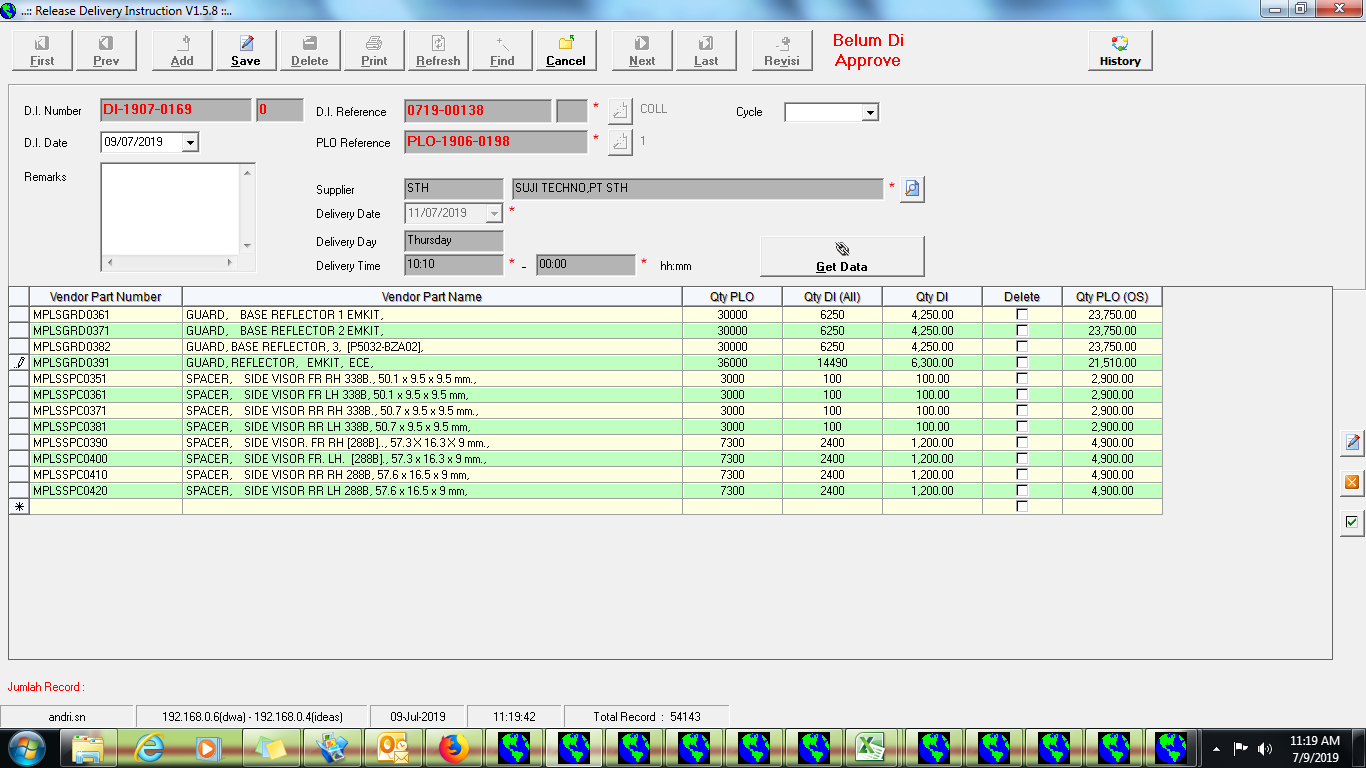 ..:: Release Delivery Instruction V1.5.8 ::..
First Prev Add Save Delete Print Refresh Find Cancel Next Last Revisi Belum Di Approve History
D.I. Number DI-1907-0169 0 D.I. Reference 0719-00138 * COLL Cycle
D.I. Date 09/07/2019 PLO Reference PLO-1906-0198 * 1
Remarks
Supplier STH SUJI TECHNO,PT STH *
Delivery Date 11/07/2019 *
Delivery Day Thursday
Delivery Time 10:10 * - 00:00 * hh:mm
Get Data
Vendor Part Number Vendor Part Name Qty PLO Qty DI (All) Qty DI Delete Qty PLO (OS)
MPLSGRD0361 GUARD, BASE REFLECTOR 1 EMKIT, 30000 6250 4,250.00 23,750.00
MPLSGRD0371 GUARD, BASE REFLECTOR 2 EMKIT, 30000 6250 4,250.00 23,750.00
MPLSGRD0382 GUARD, BASE REFLECTOR, 3, [P5032-BZA02], 30000 6250 4,250.00 23,750.00
MPLSGRD0391 GUARD, REFLECTOR, EMKIT, ECE, 36000 14490 6,300.00 21,510.00
MPLSSPC0351 SPACER, SIDE VISOR FR RH 338B., 50.1 x 9.5 x 9.5 mm., 3000 100 100.00 2,900.00
MPLSSPC0361 SPACER, SIDE VISOR FR LH 338B, 50.1 x 9.5 x 9.5 mm, 3000 100 100.00 2,900.00
MPLSSPC0371 SPACER, SIDE VISOR RR RH 338B., 50.7 x 9.5 x 9.5 mm., 3000 100 100.00 2,900.00
MPLSSPC0381 SPACER, SIDE VISOR RR LH 338B, 50.7 x 9.5 x 9.5 mm, 3000 100 100.00 2,900.00
MPLSSPC0390 SPACER, SIDE VISOR. FR RH [288B].., 57.3 X 16.3 X 9 mm., 7300 2400 1,200.00 4,900.00
MPLSSPC0400 SPACER, SIDE VISOR FR. LH. [288B]., 57.3 x 16.3 x 9 mm., 7300 2400 1,200.00 4,900.00
MPLSSPC0410 SPACER, SIDE VISOR RR RH 288B, 57.6 x 16.5 x 9 mm, 7300 2400 1,200.00 4,900.00
MPLSSPC0420 SPACER, SIDE VISOR RR LH 288B, 57.6 x 16.5 x 9 mm, 7300 2400 1,200.00 4,900.00
Jumlah Record :
andri.sn 192.168.0.6(dwa) - 192.168.0.4(ideas) 09-Jul-2019 11:19:42 Total Record : 54143
11:19 AM
7/9/2019